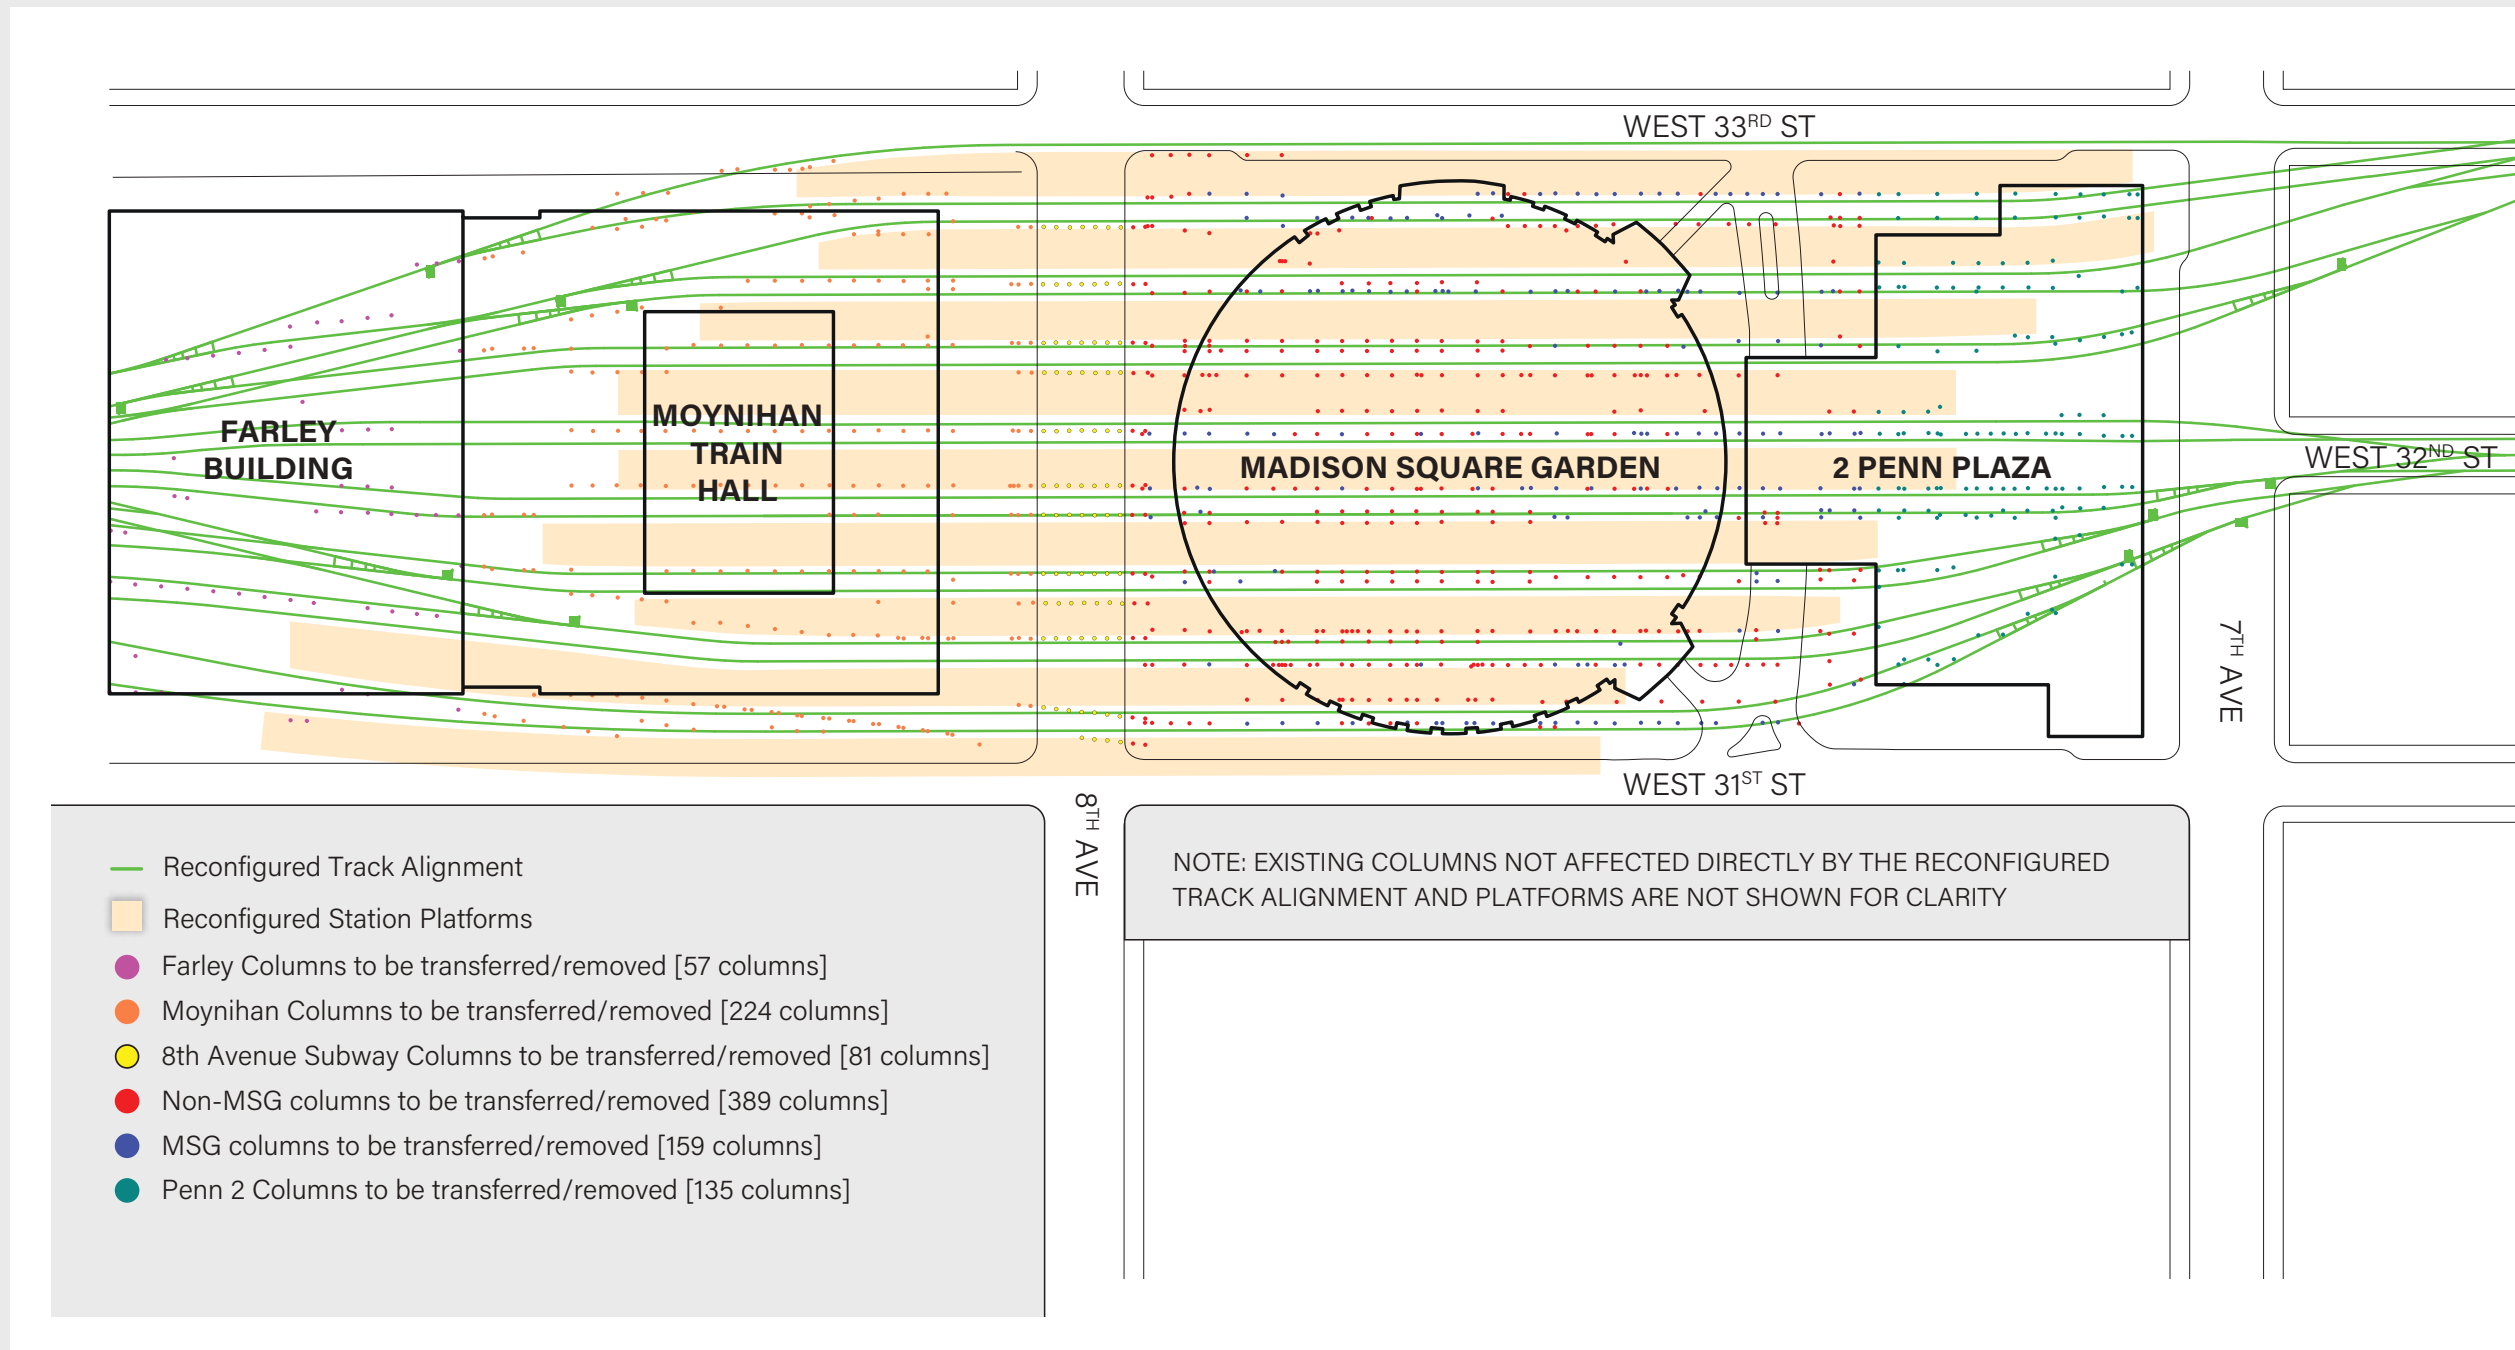 WEST 33RD ST
FARLEY
BUILDING
MOYNIHAN
TRAIN
HALL
MADISON SQUARE GARDEN
2 PENN PLAZA
WEST 32ND ST
7TH AVE
WEST 31ST ST
8TH AVE
Reconfigured Track Alignment
Reconfigured Station Platforms
Farley Columns to be transferred/removed [57 columns]
Moynihan Columns to be transferred/removed [224 columns]
8th Avenue Subway Columns to be transferred/removed [81 columns]
Non-MSG columns to be transferred/removed [389 columns]
MSG columns to be transferred/removed [159 columns]
Penn 2 Columns to be transferred/removed [135 columns]
NOTE: EXISTING COLUMNS NOT AFFECTED DIRECTLY BY THE RECONFIGURED
TRACK ALIGNMENT AND PLATFORMS ARE NOT SHOWN FOR CLARITY